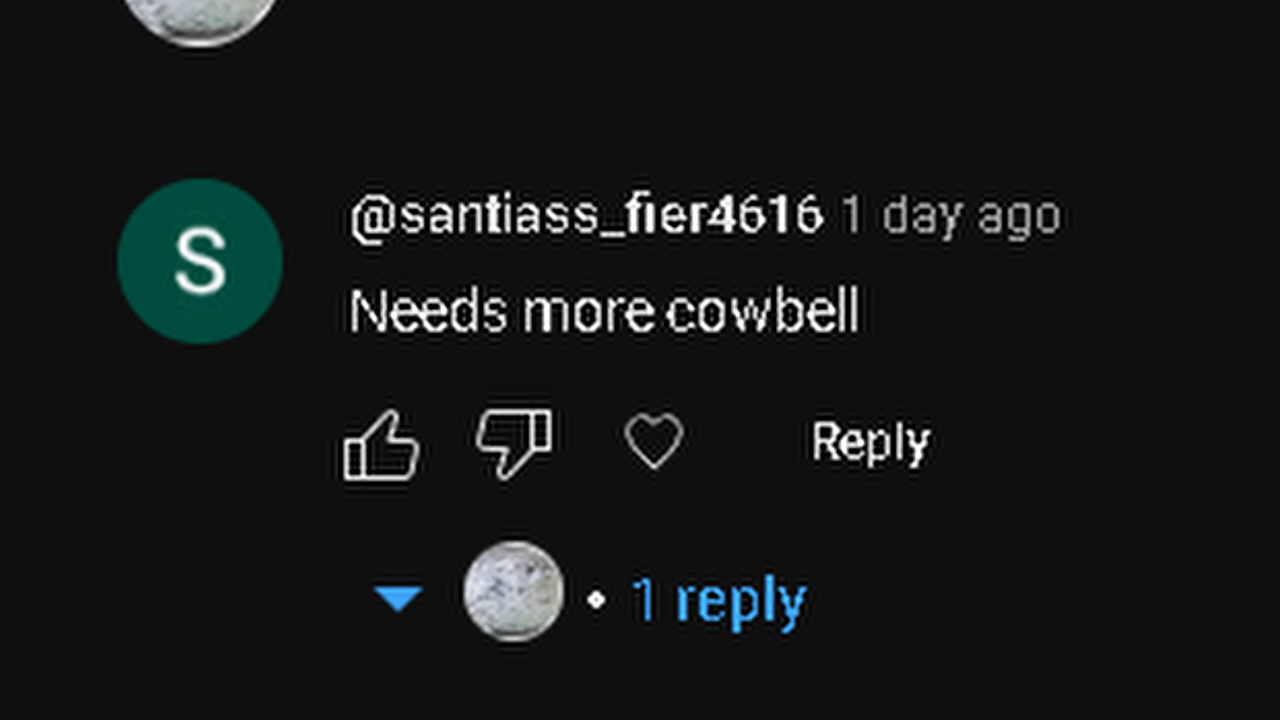 S
@santiass_fier4616 1 day ago
Needs more cowbell
Reply
1 reply